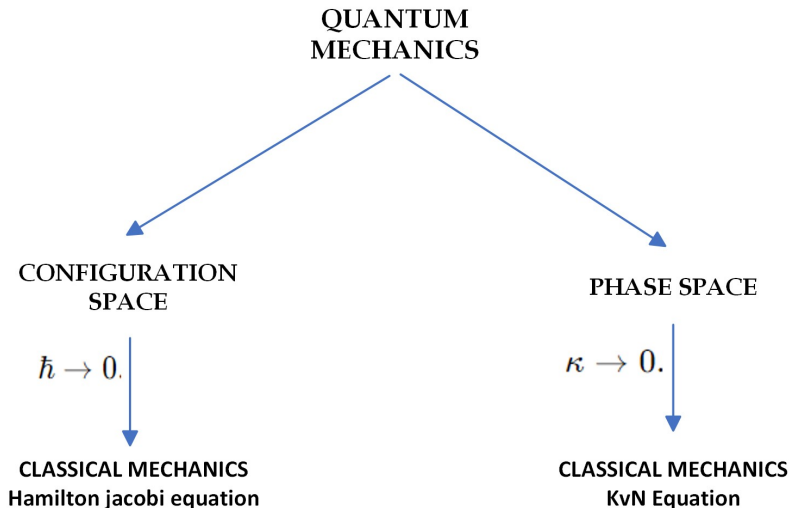 QUANTUM
MECHANICS
CONFIGURATION
SPACE
PHASE SPACE
ħ → 0.
κ → 0.
CLASSICAL MECHANICS
Hamilton jacobi equation
CLASSICAL MECHANICS
KvN Equation